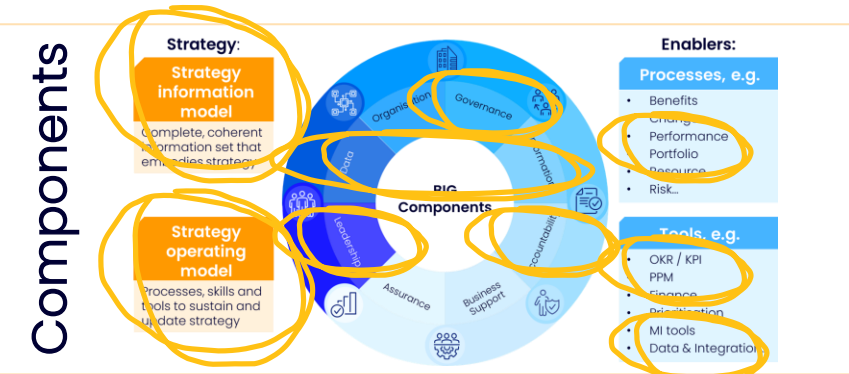 Components
Strategy:
Strategy
information
model
Complete, coherent
information set that
embodies strategy
Strategy
operating
model
Processes, skills and
tools to sustain and
update strategy
Organisation
Governance
Data
Information
Leadership
Accountability
Assurance
Business
Support
BIG
Components
Enablers:
Processes, e.g.
• Benefits
• Change
• Performance
• Portfolio
• Resource
• Risk...
Tools, e.g.
• OKR / KPI
• PPM
• Finance
• Prioritisation
• MI tools
• Data & Integration